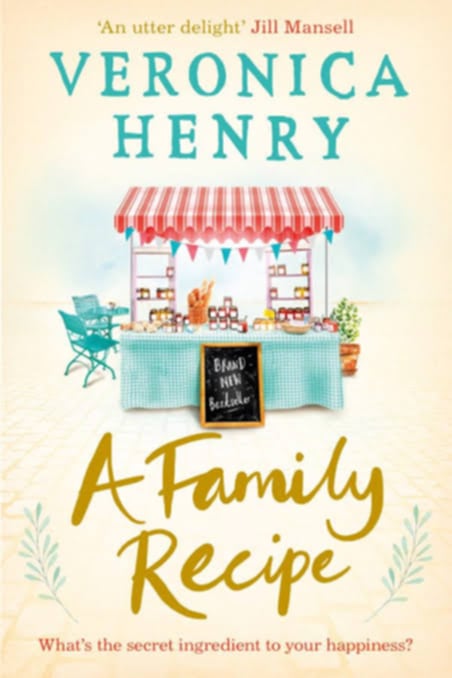 ‘An utter delight’ Jill Mansell
VERONICA
HENRY
BRAND
NEW
Bestseller
A Family
Recipe
What's the secret ingredient to your happiness?